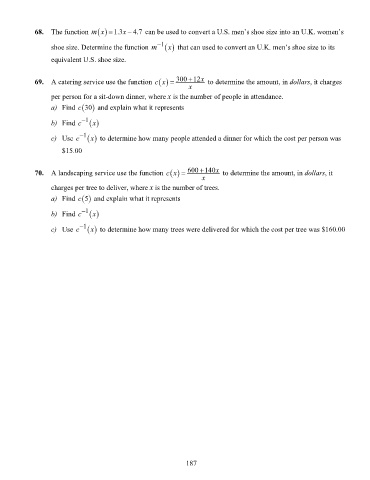 68. The function m(x) = 1.3x − 4.7 can be used to convert a U.S. men's shoe size into an U.K. women's
shoe size. Determine the function m⁻¹(x) that can used to convert an U.K. men's shoe size to its
equivalent U.S. shoe size.
69. A catering service use the function c(x) = (300 + 12x)/x to determine the amount, in dollars, it charges
per person for a sit-down dinner, where x is the number of people in attendance.
a) Find c(30) and explain what it represents
b) Find c⁻¹(x)
c) Use c⁻¹(x) to determine how many people attended a dinner for which the cost per person was
$15.00
70. A landscaping service use the function c(x) = (600 + 140x)/x to determine the amount, in dollars, it
charges per tree to deliver, where x is the number of trees.
a) Find c(5) and explain what it represents
b) Find c⁻¹(x)
c) Use c⁻¹(x) to determine how many trees were delivered for which the cost per tree was $160.00
187